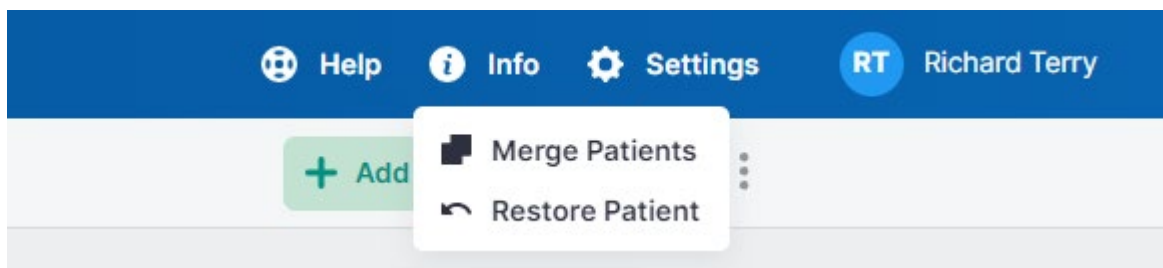 Help Info Settings RT Richard Terry
Add Merge Patients
Restore Patient